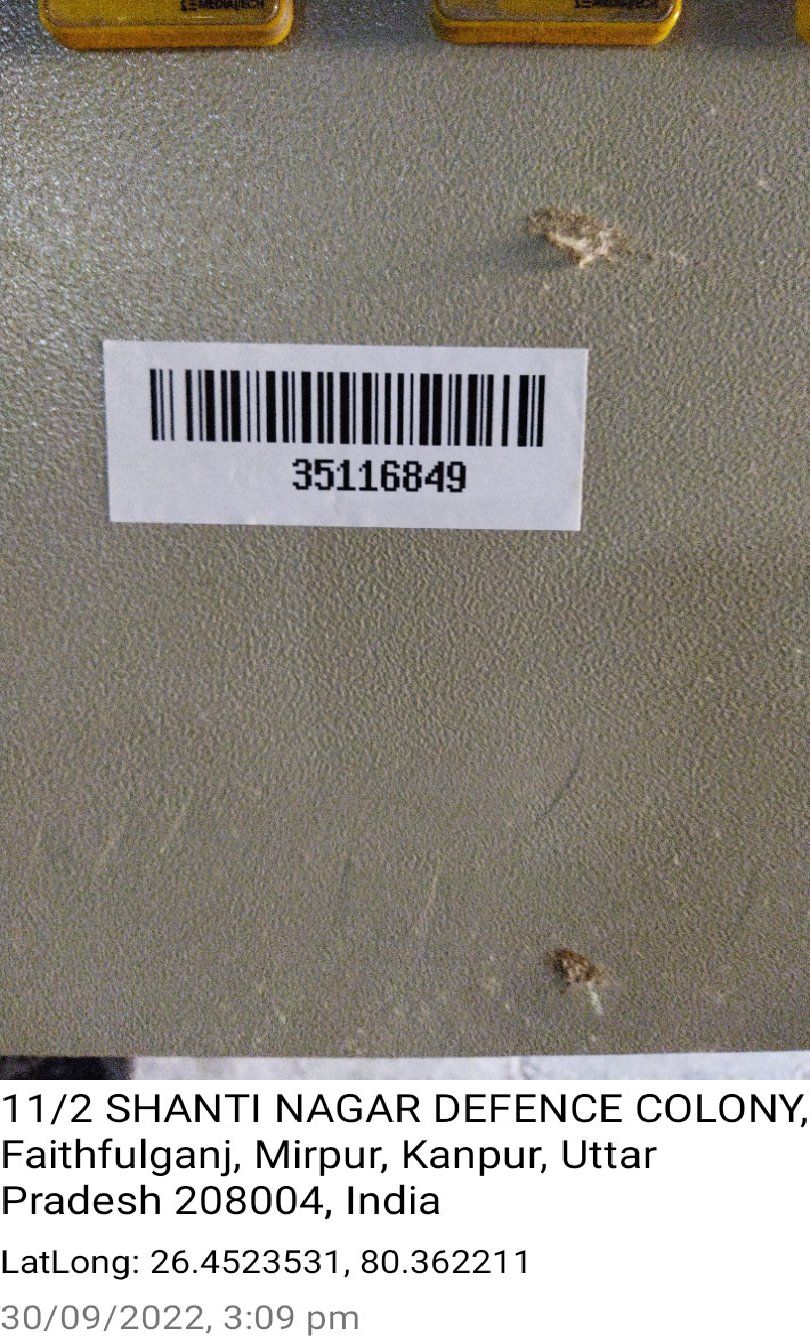 35116849
11/2 SHANTI NAGAR DEFENCE COLONY,
Faithfulganj, Mirpur, Kanpur, Uttar
Pradesh 208004, India
LatLong: 26.4523531, 80.362211
30/09/2022, 3:09 pm